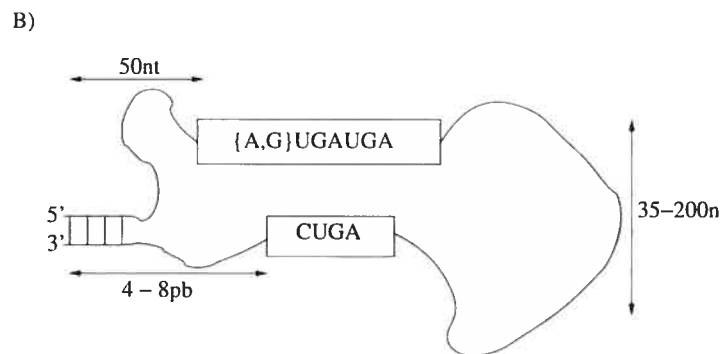 B)
50nt
{A,G}UGAUGA
35–200n
5'
3'
CUGA
4 – 8pb